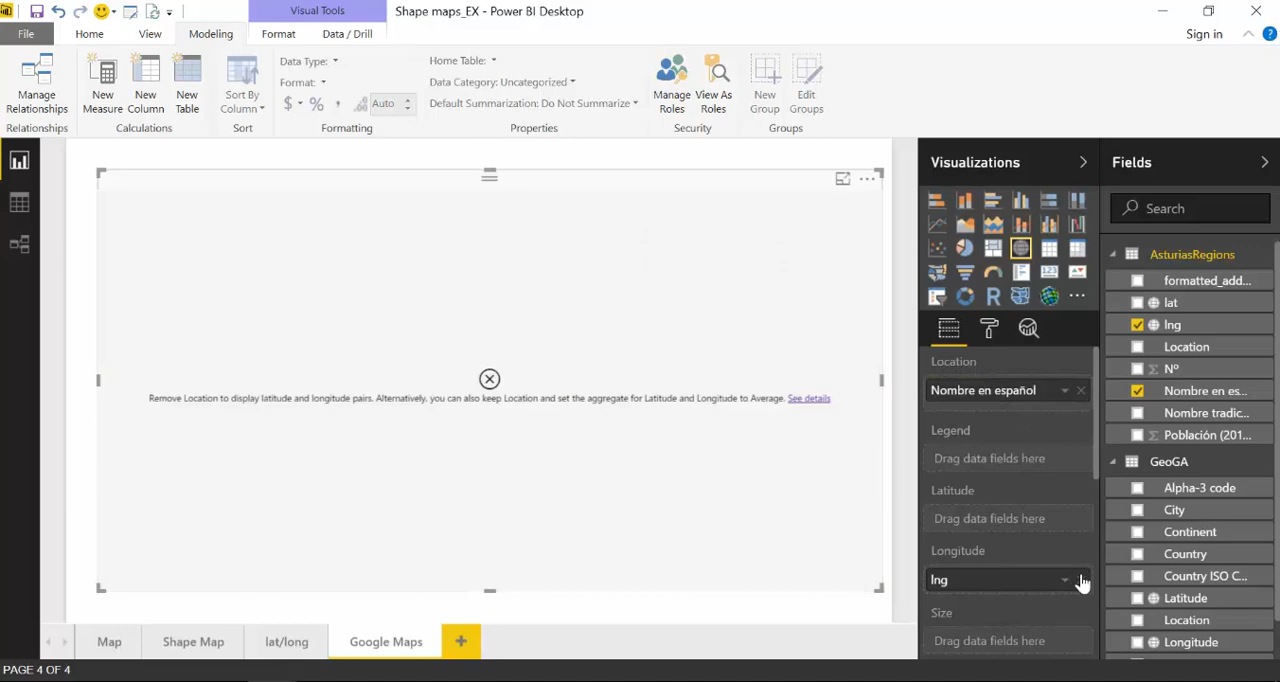 Visual Tools
Shape maps_EX - Power BI Desktop
File
Home
View
Modeling
Format
Data / Drill
Sign in
?
Manage
Relationships
Relationships
New
Measure
New
Column
New
Table
Calculations
Sort By
Column
Sort
Data Type:
Format:
$ % , Auto
Formatting
Home Table:
Data Category: Uncategorized
Default Summarization: Do Not Summarize
Properties
Manage
Roles
View As
Roles
Security
New
Group
Edit
Groups
Groups
Remove Location to display latitude and longitude pairs. Alternatively, you can also keep Location and set the aggregate for Latitude and Longitude to Average. See details
Visualizations
R
123
Location
Nombre en español
Legend
Drag data fields here
Latitude
Drag data fields here
Longitude
lng
Size
Drag data fields here
Fields
Search
AsturiasRegions
formatted_add...
lat
lng
Location
Σ Nº
Nombre en es...
Nombre tradic...
Σ Población (201...
GeoGA
Alpha-3 code
City
Continent
Country
Country ISO C...
Latitude
Location
Longitude
Map
Shape Map
lat/long
Google Maps
+
PAGE 4 OF 4